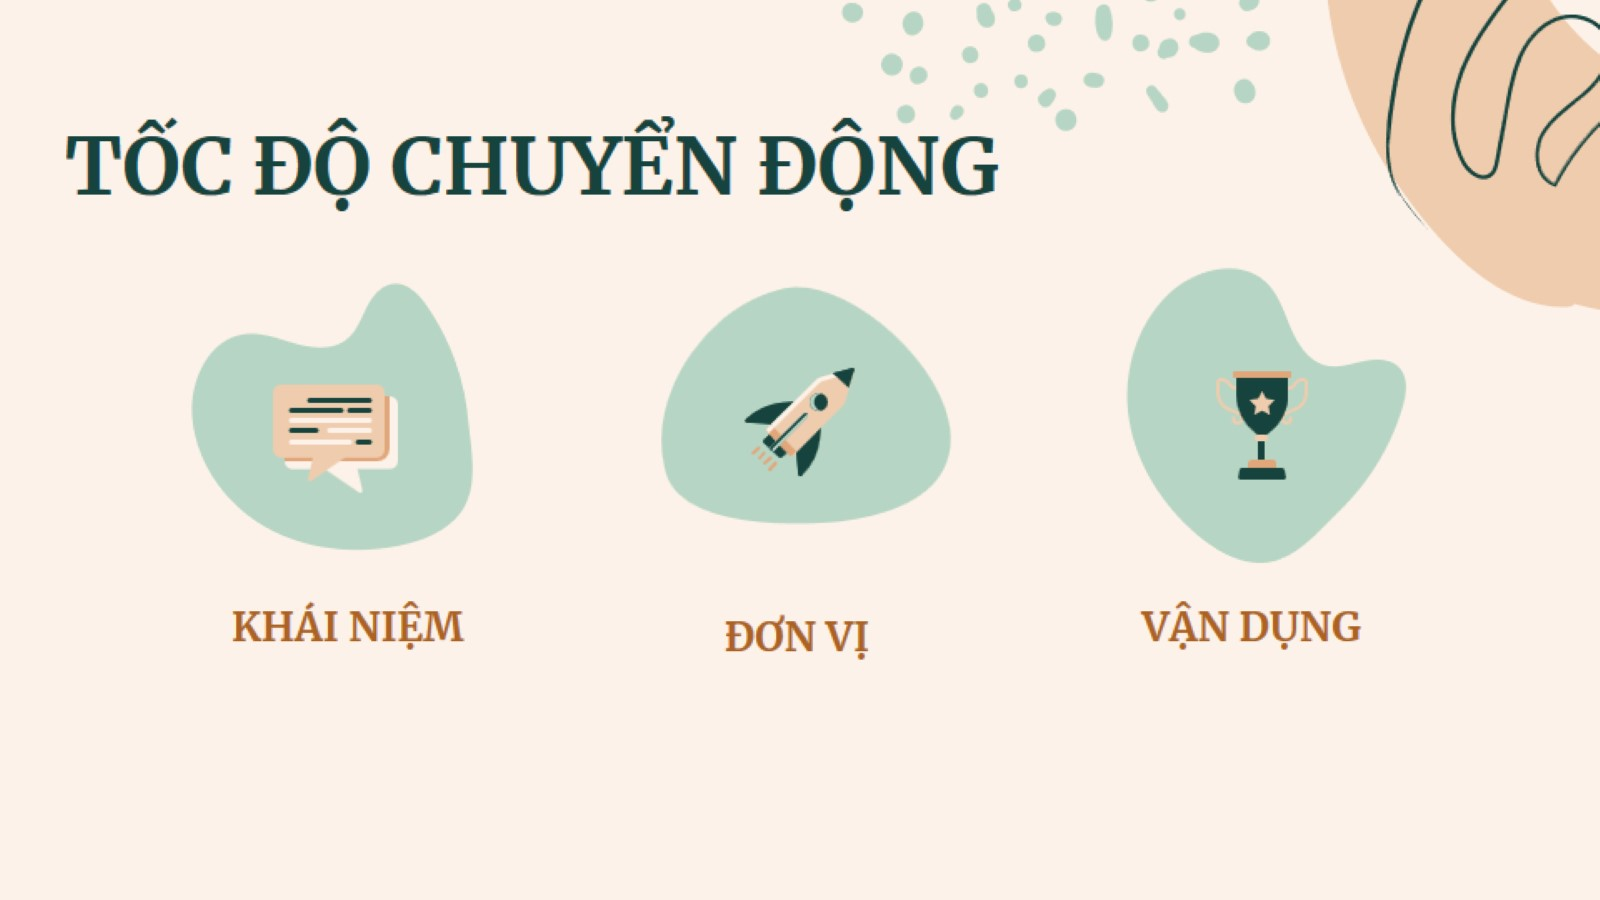 TỐC ĐỘ CHUYỂN ĐỘNG
KHÁI NIỆM
ĐƠN VỊ
VẬN DỤNG